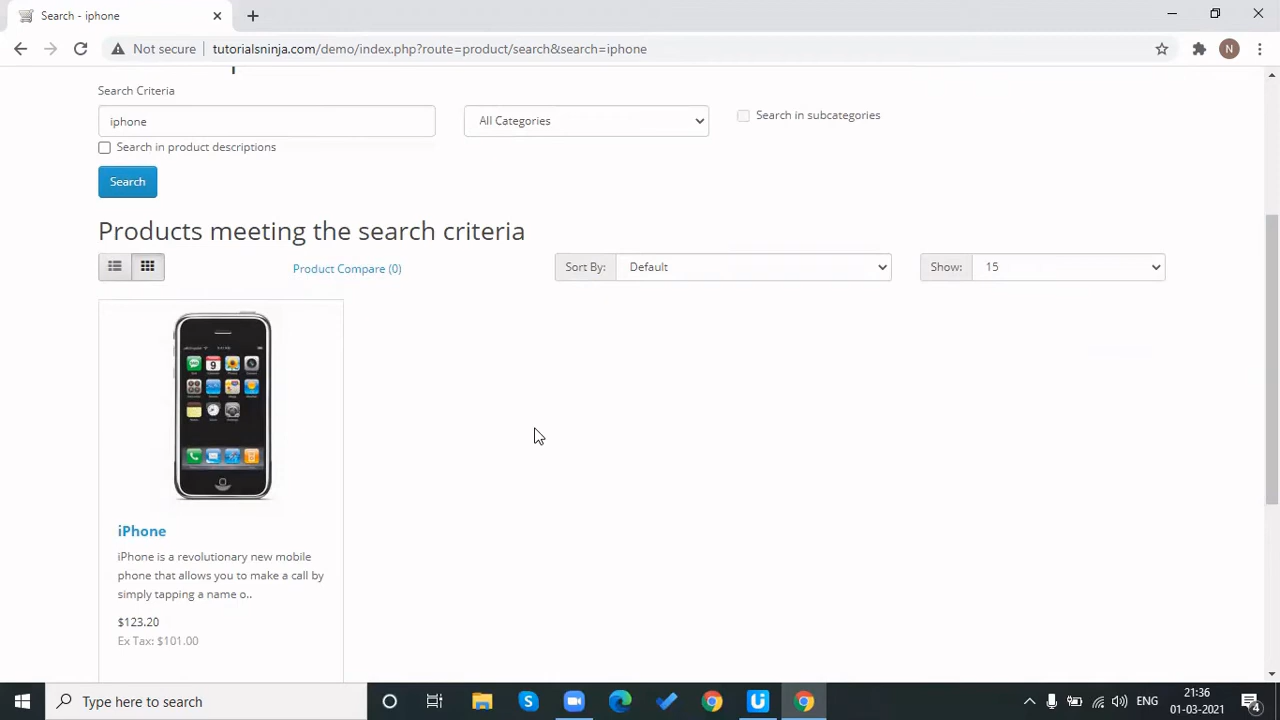 Search - iphone
Not secure
tutorialsninja.com/demo/index.php?route=product/search&search=iphone
N
Search Criteria
iphone
All Categories
Search in subcategories
Search in product descriptions
Search
Products meeting the search criteria
Product Compare (0)
Sort By:
Default
Show:
15
iPhone
iPhone is a revolutionary new mobile
phone that allows you to make a call by
simply tapping a name o..
$123.20
Ex Tax: $101.00
Type here to search
ENG
21:36
01-03-2021
4